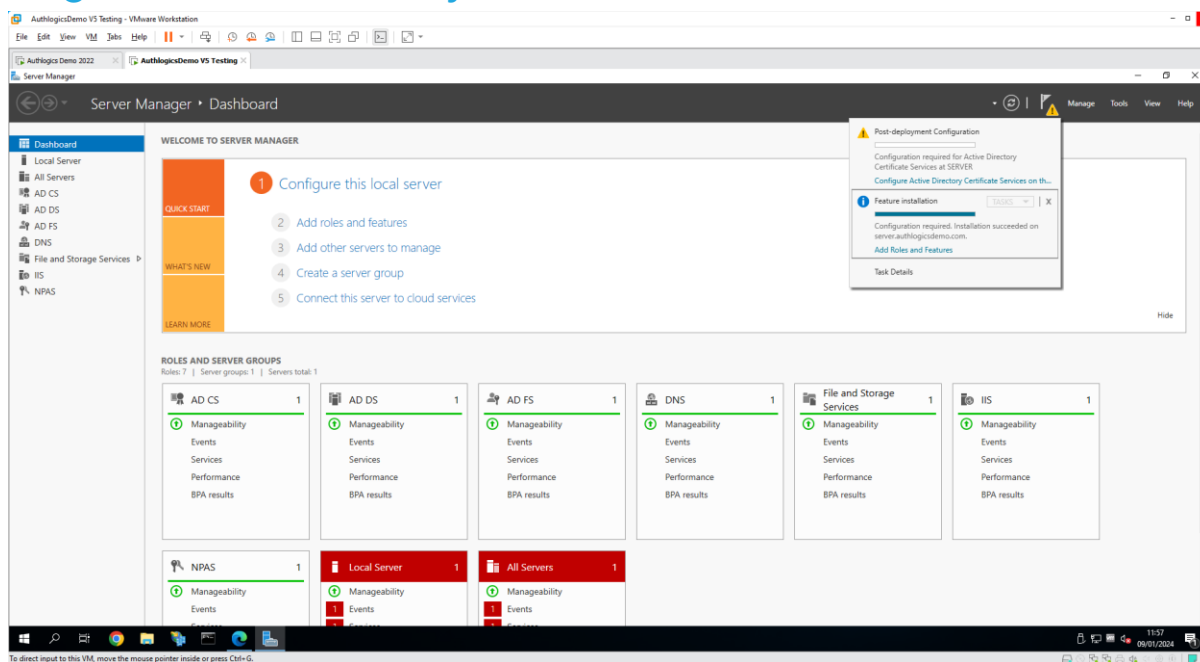 AuthlogicsDemo V5 Testing - VMware Workstation
File Edit View VM Tabs Help
Authlogics Demo 2022
AuthlogicsDemo V5 Testing
Server Manager
Server Manager • Dashboard
Manage Tools View Help
Dashboard
Local Server
All Servers
AD CS
AD DS
AD FS
DNS
File and Storage Services
IIS
NPAS
WELCOME TO SERVER MANAGER
QUICK START
WHAT'S NEW
LEARN MORE
1 Configure this local server
2 Add roles and features
3 Add other servers to manage
4 Create a server group
5 Connect this server to cloud services
Hide
Post-deployment Configuration
Configuration required for Active Directory
Certificate Services at SERVER
Configure Active Directory Certificate Services on th...
Feature installation
TASKS
X
Configuration required. Installation succeeded on
server.authlogicsdemo.com.
Add Roles and Features
Task Details
ROLES AND SERVER GROUPS
Roles: 7 | Server groups: 1 | Servers total: 1
AD CS 1
Manageability
Events
Services
Performance
BPA results
AD DS 1
Manageability
Events
Services
Performance
BPA results
AD FS 1
Manageability
Events
Services
Performance
BPA results
DNS 1
Manageability
Events
Services
Performance
BPA results
File and Storage
Services 1
Manageability
Events
Services
Performance
BPA results
IIS 1
Manageability
Events
Services
Performance
BPA results
NPAS 1
Manageability
Events
Local Server 1
Manageability
1 Events
All Servers 1
Manageability
1 Events
11:57
09/01/2024
To direct input to this VM, move the mouse pointer inside or press Ctrl+G.